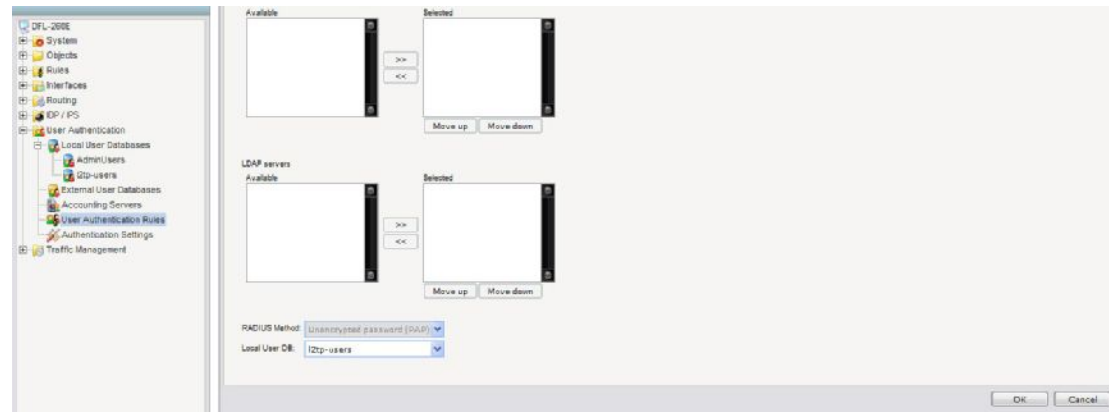 DFL-260E
System
Objects
Rules
Interfaces
Routing
IDP / IPS
User Authentication
Local User Databases
AdminUsers
l2tp-users
External User Databases
Accounting Servers
User Authentication Rules
Authentication Settings
Traffic Management
Available Selected
>>
<<
Move up Move down
LDAP servers
Available Selected
>>
<<
Move up Move down
RADIUS Method: Unencrypted password (PAP)
Local User DB: l2tp-users
OK Cancel